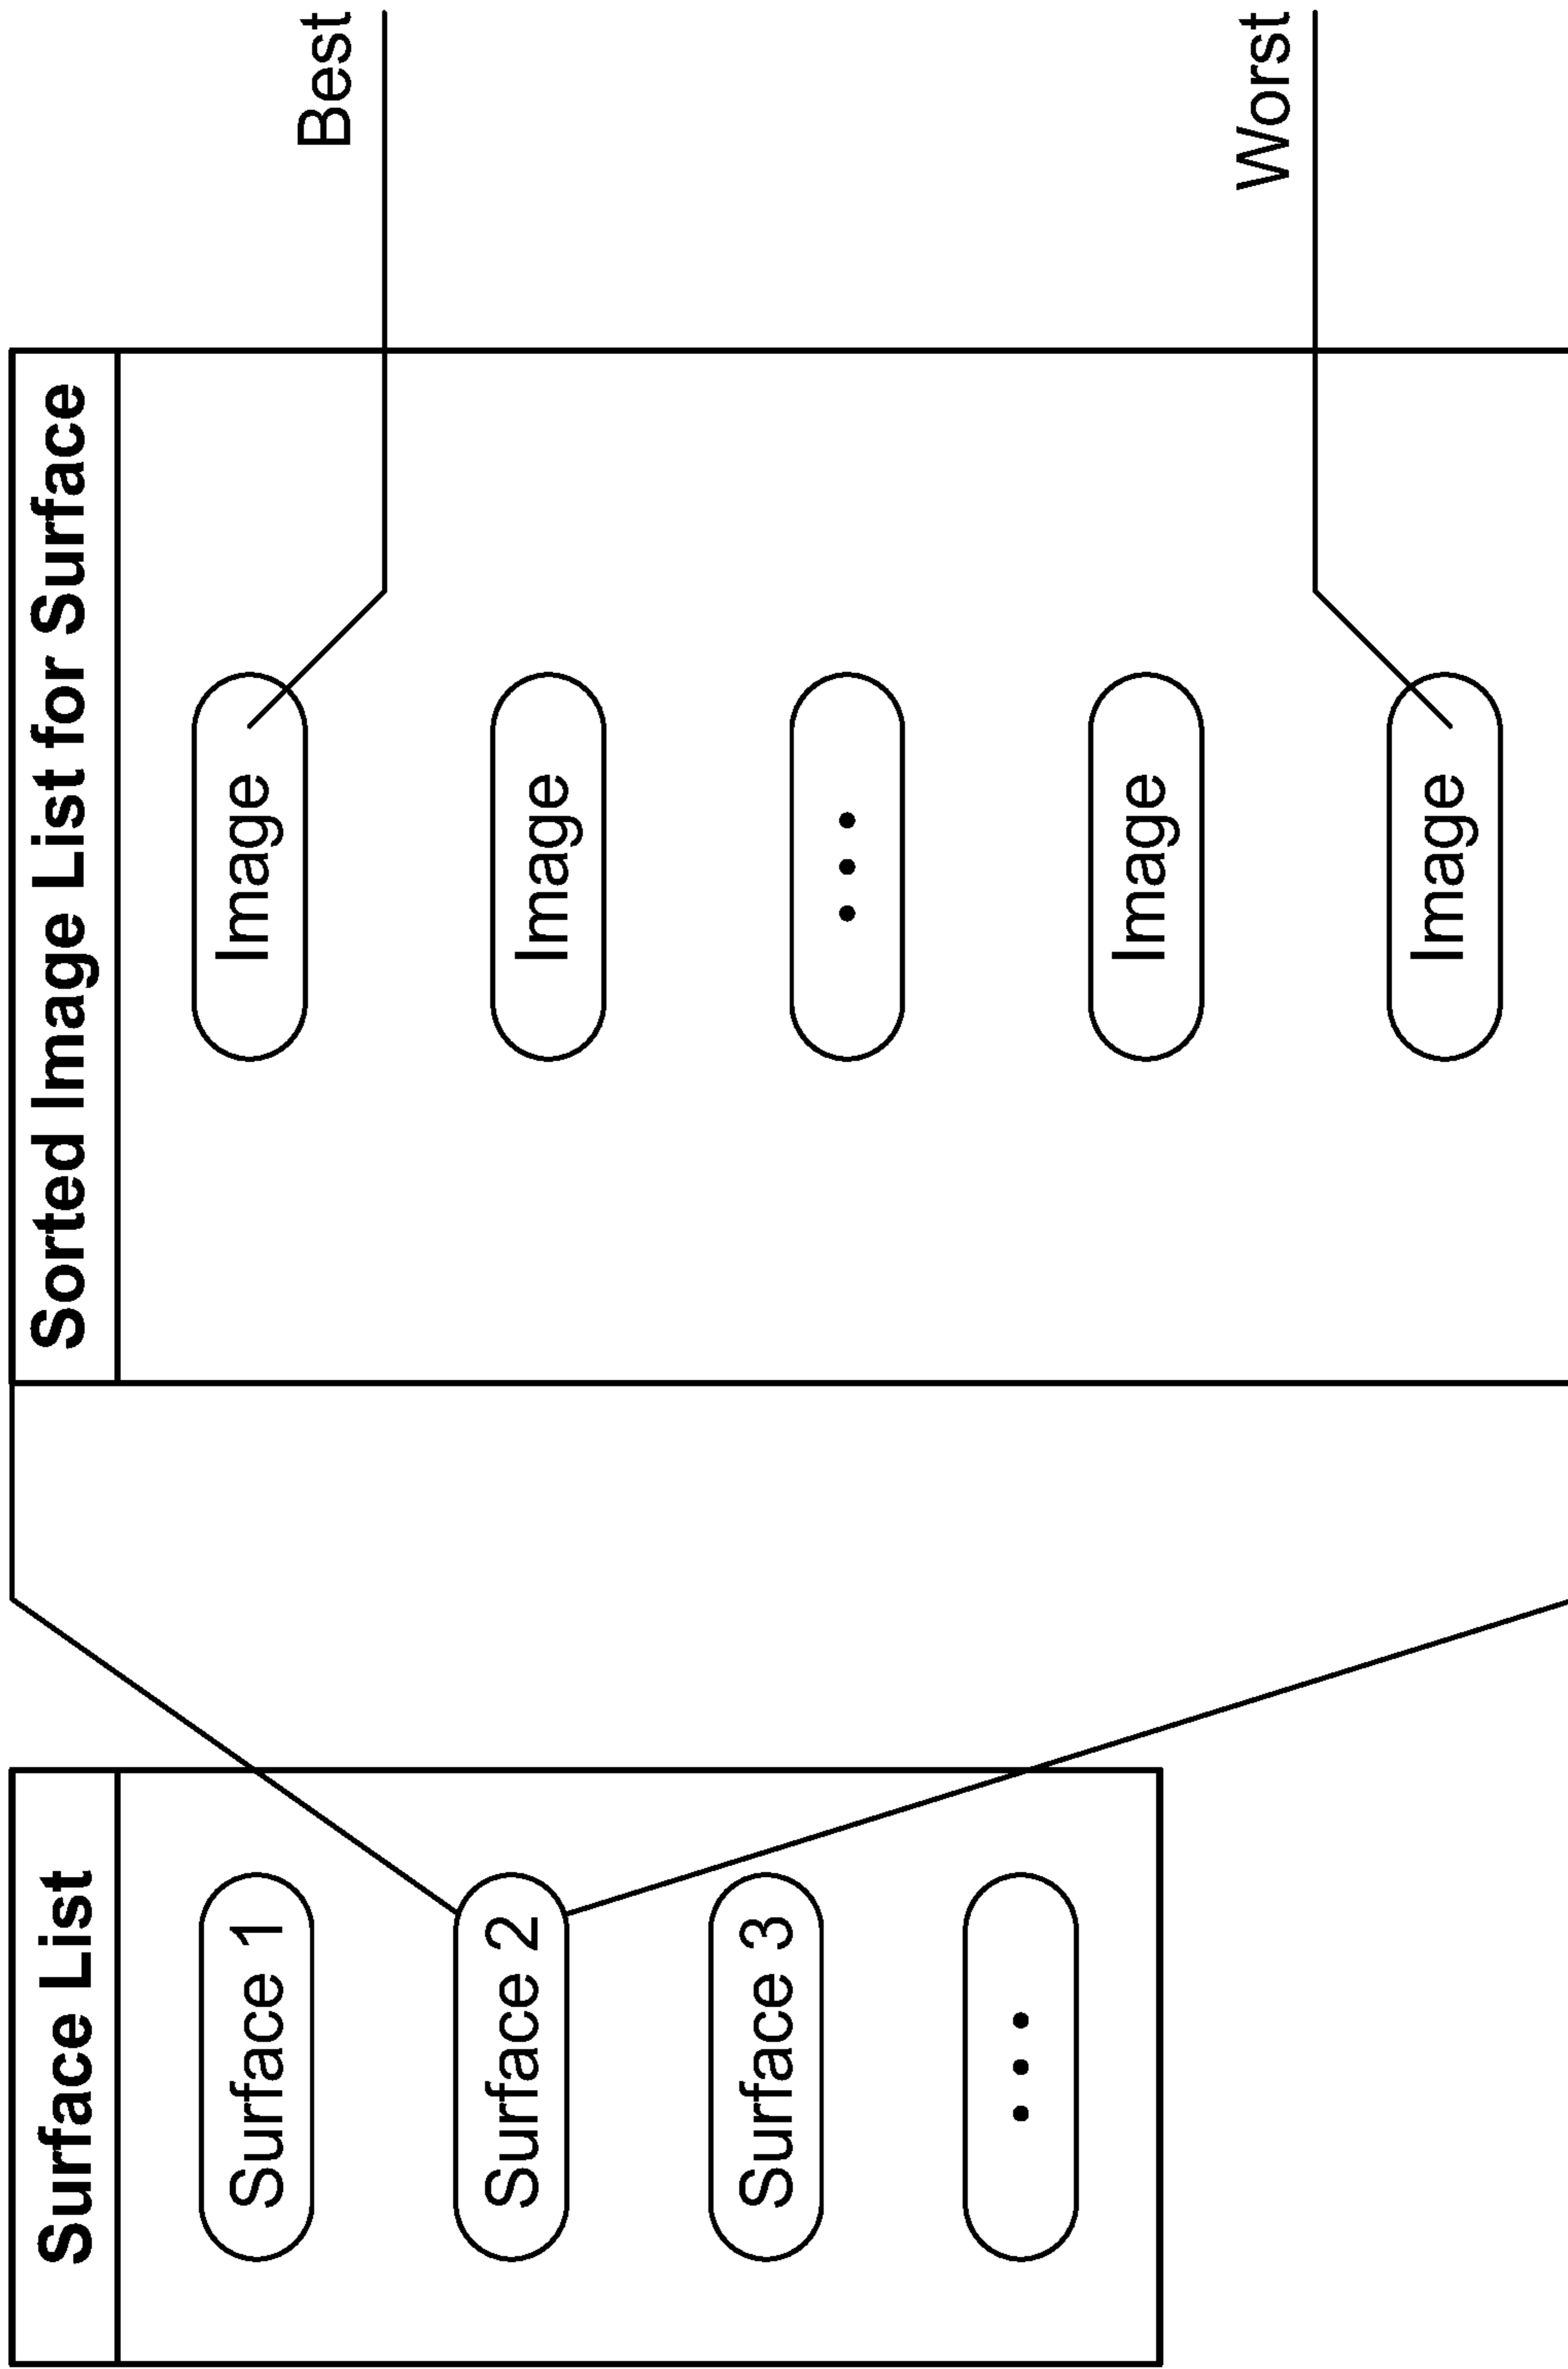 Surface List
Surface 1
Surface 2
Surface 3
...
Sorted Image List for Surface
Image
Best
Image
...
Image
Image
Worst